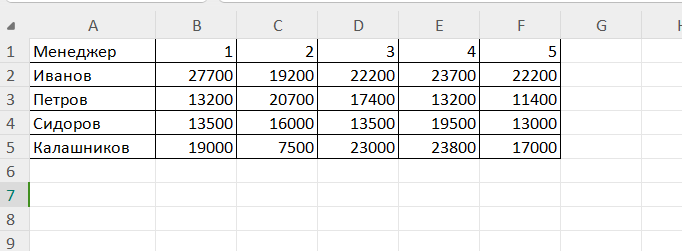 A B C D E F G
1 Менеджер 1 2 3 4 5
2 Иванов 27700 19200 22200 23700 22200
3 Петров 13200 20700 17400 13200 11400
4 Сидоров 13500 16000 13500 19500 13000
5 Калашников 19000 7500 23000 23800 17000
6
7
8
9